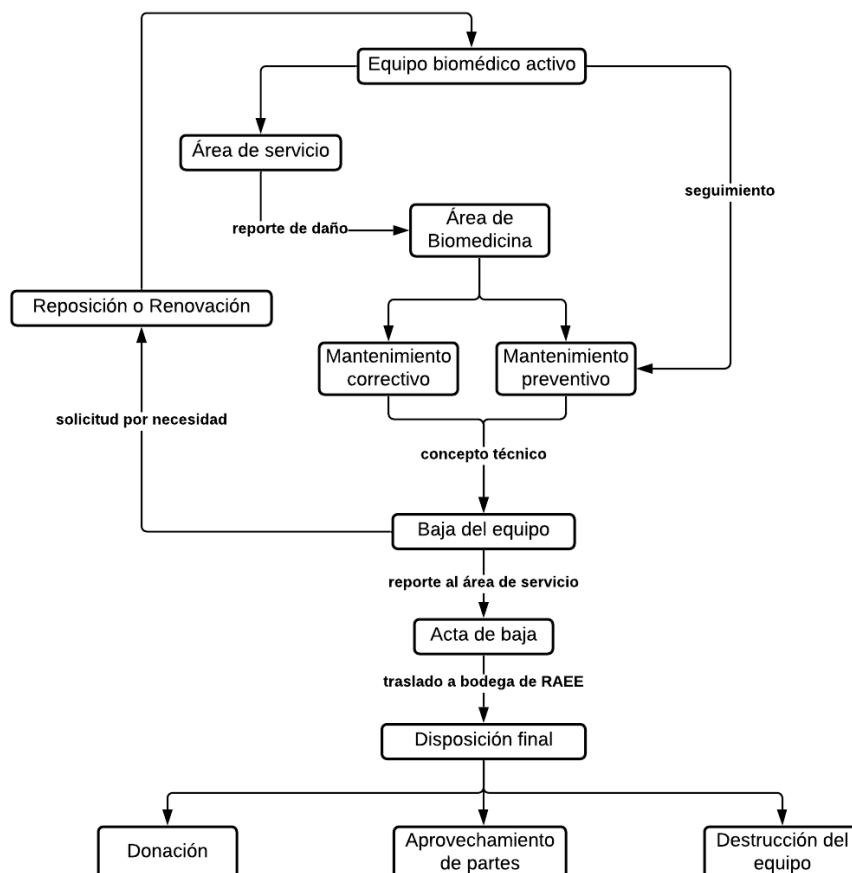 Equipo biomédico activo
Área de servicio
seguimiento
reporte de daño
Área de
Biomedicina
Reposición o Renovación
Mantenimiento
correctivo
Mantenimiento
preventivo
solicitud por necesidad
concepto técnico
Baja del equipo
reporte al área de servicio
Acta de baja
traslado a bodega de RAEE
Disposición final
Donación
Aprovechamiento
de partes
Destrucción del
equipo